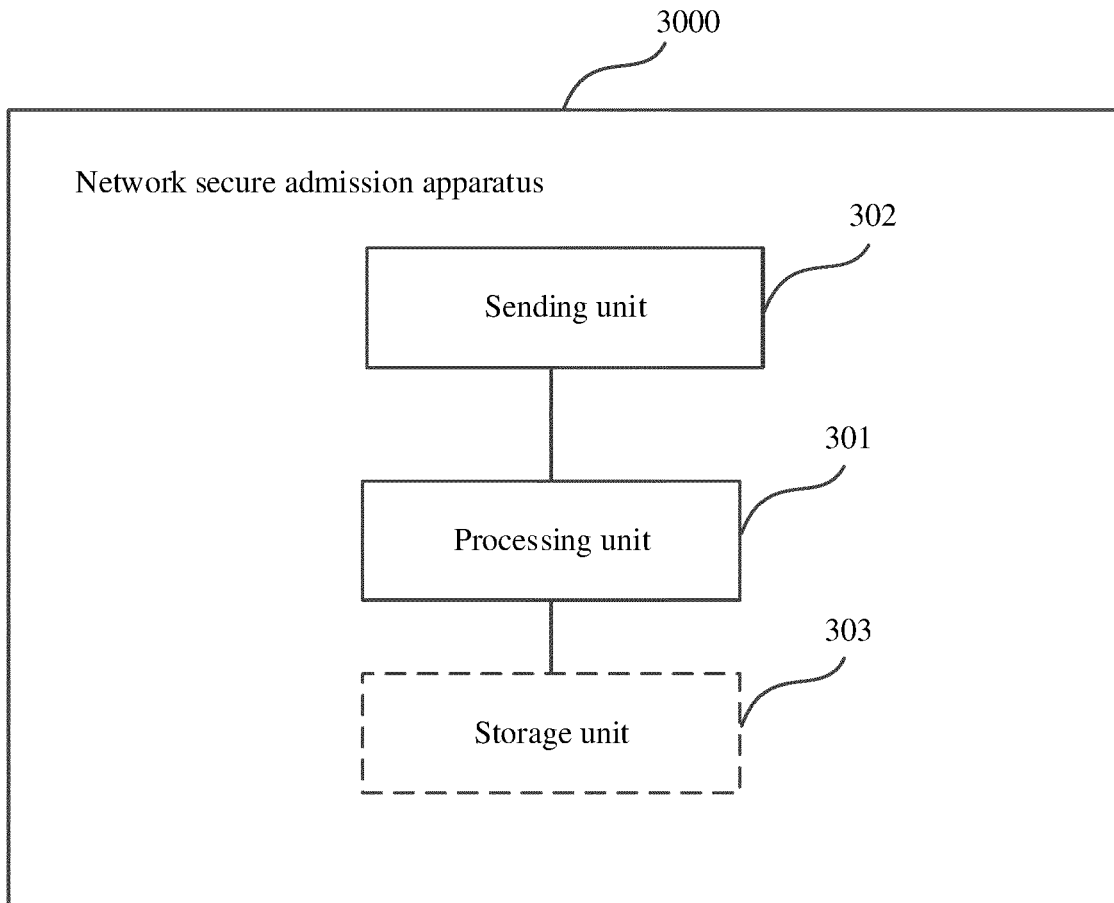 3000
Network secure admission apparatus
302
Sending unit
301
Processing unit
303
Storage unit